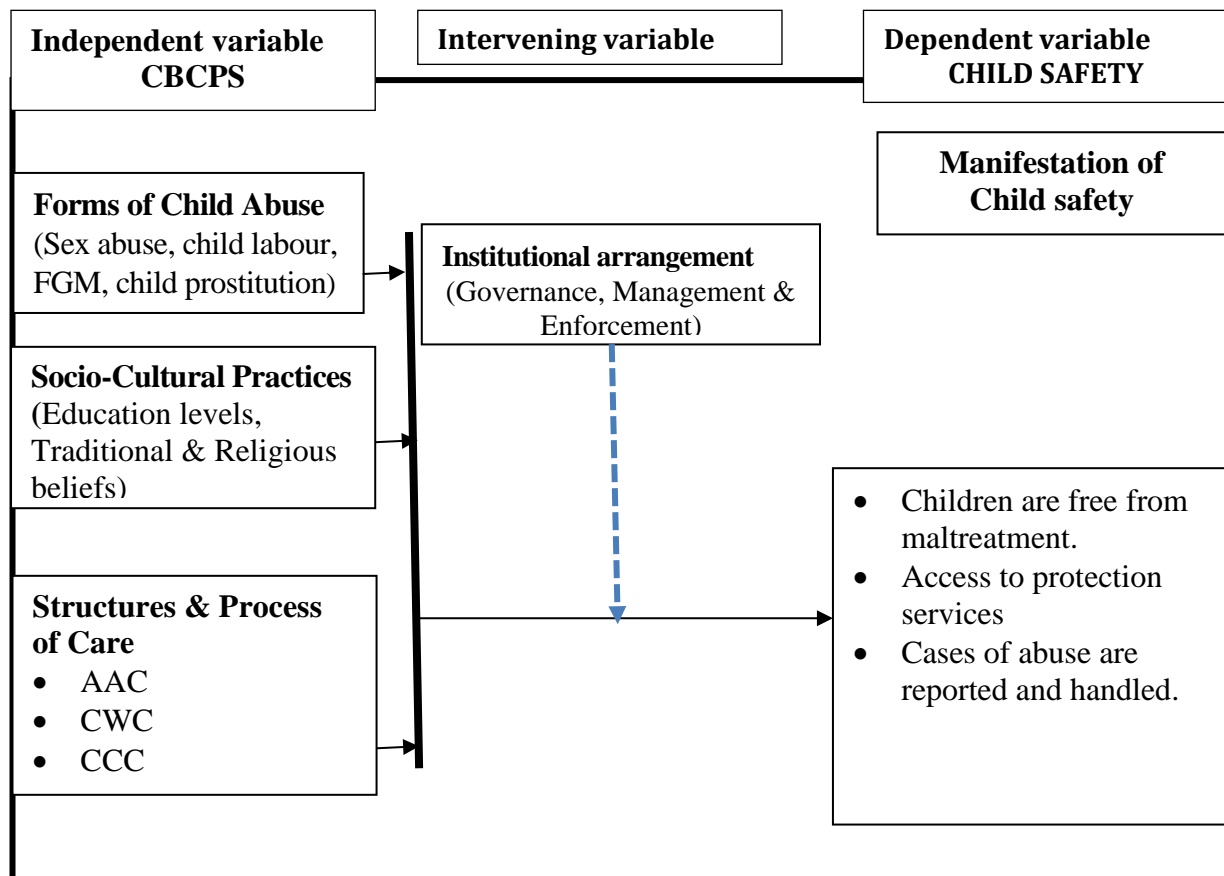 Independent variable
CBCPS
Intervening variable
Dependent variable
CHILD SAFETY
Manifestation of
Child safety
Forms of Child Abuse
(Sex abuse, child labour,
FGM, child prostitution)
Institutional arrangement
(Governance, Management &
Enforcement)
Socio-Cultural Practices
(Education levels,
Traditional & Religious
beliefs)
Structures & Process
of Care
• AAC
• CWC
• CCC
• Children are free from
maltreatment.
• Access to protection
services
• Cases of abuse are
reported and handled.